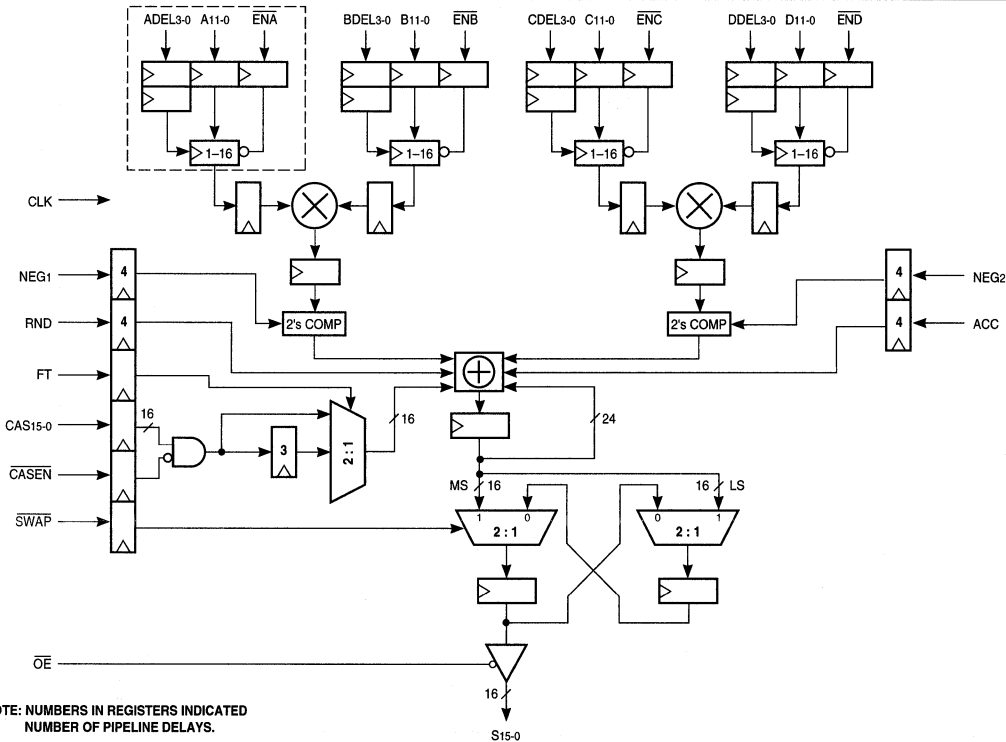 ADEL3-0 A11-0 ENA BDEL3-0 B11-0 ENB CDEL3-0 C11-0 ENC DDEL3-0 D11-0 END
1–16 1–16 1–16 1–16
CLK
NEG1 4 4 NEG2
RND 4 2's COMP 2's COMP 4 ACC
FT
CAS15-0 16 16 24
3 2:1
CASEN
MS 16 16 LS
SWAP 1 0 0 1
2:1 2:1
OE
16
OTE: NUMBERS IN REGISTERS INDICATED
NUMBER OF PIPELINE DELAYS.
S15-0